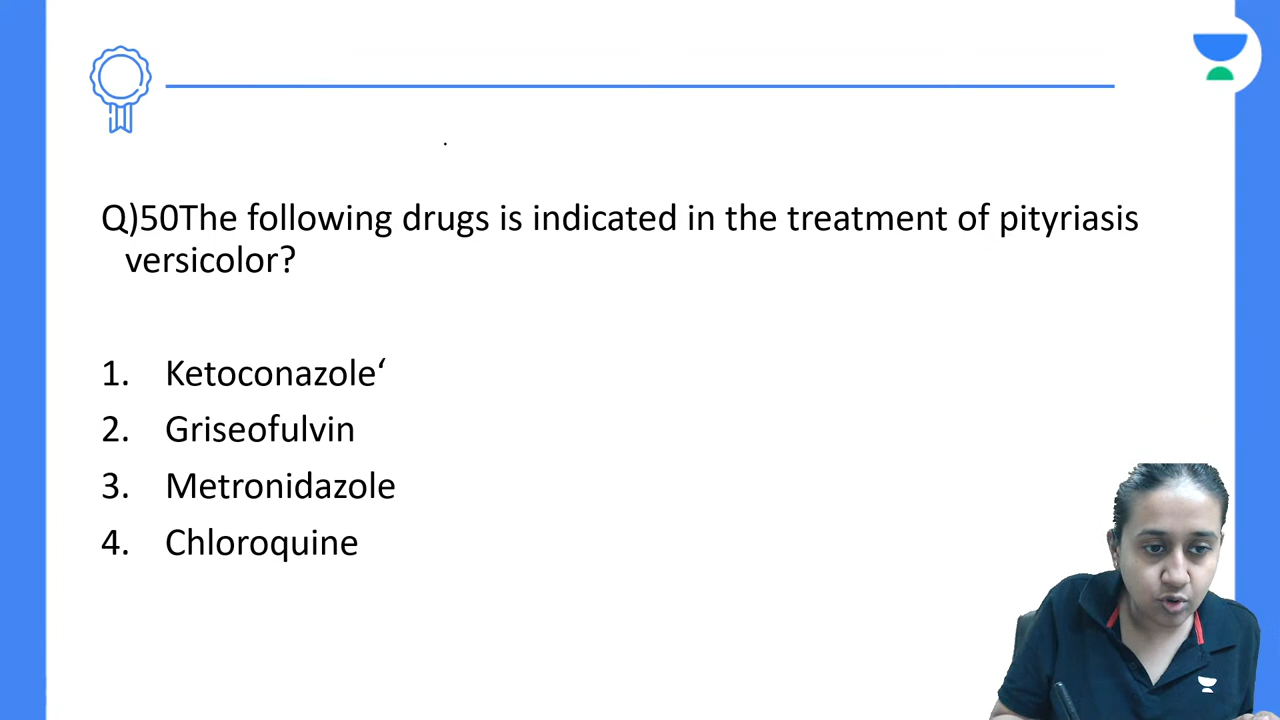 Q)50The following drugs is indicated in the treatment of pityriasis
versicolor?
1. Ketoconazole‘
2. Griseofulvin
3. Metronidazole
4. Chloroquine